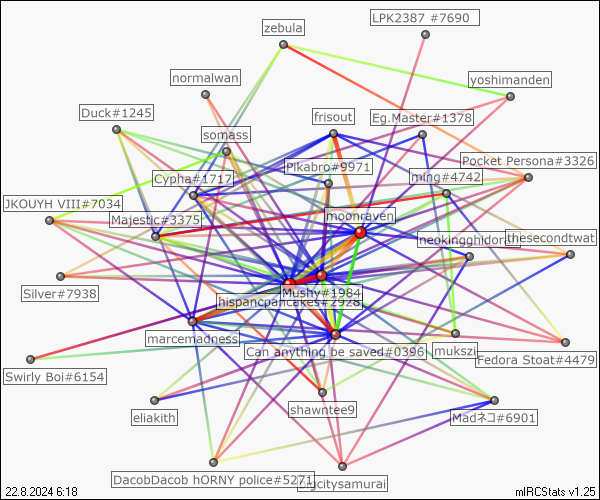 LPK2387 #7690
zebula
normalwan
yoshimanden
Duck#1245
frisout
Eg.Master#1378
somass
Pikabro#9971
Pocket Persona#3326
Cypha#1717
ming#4742
JKOUYH VIII#7034
Majestic#3375
moonraven
neokingghidorah
thesecondtwat
Silver#7938
Mushy#1984
hispancpancakes#2928
marcemadness
Can anything be saved#0396
mukszi
Fedora Stoat#4479
Swirly Boi#6154
eliakith
shawntee9
Madネコ#6901
DacobDacob hORNY police#5271
bigcitysamurai
22.8.2024 6:18
mIRCStats v1.25